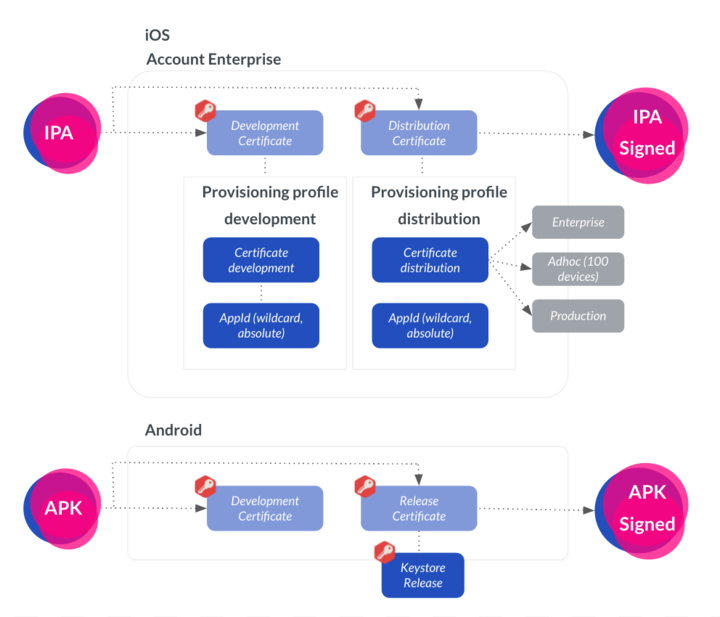 iOS
Account Enterprise
IPA
Development
Certificate
Distribution
Certificate
IPA
Signed
Provisioning profile
development
Provisioning profile
distribution
Certificate
development
Certificate
distribution
AppId (wildcard,
absolute)
AppId (wildcard,
absolute)
Enterprise
Adhoc (100
devices)
Production
Android
APK
Development
Certificate
Release
Certificate
APK
Signed
Keystore
Release